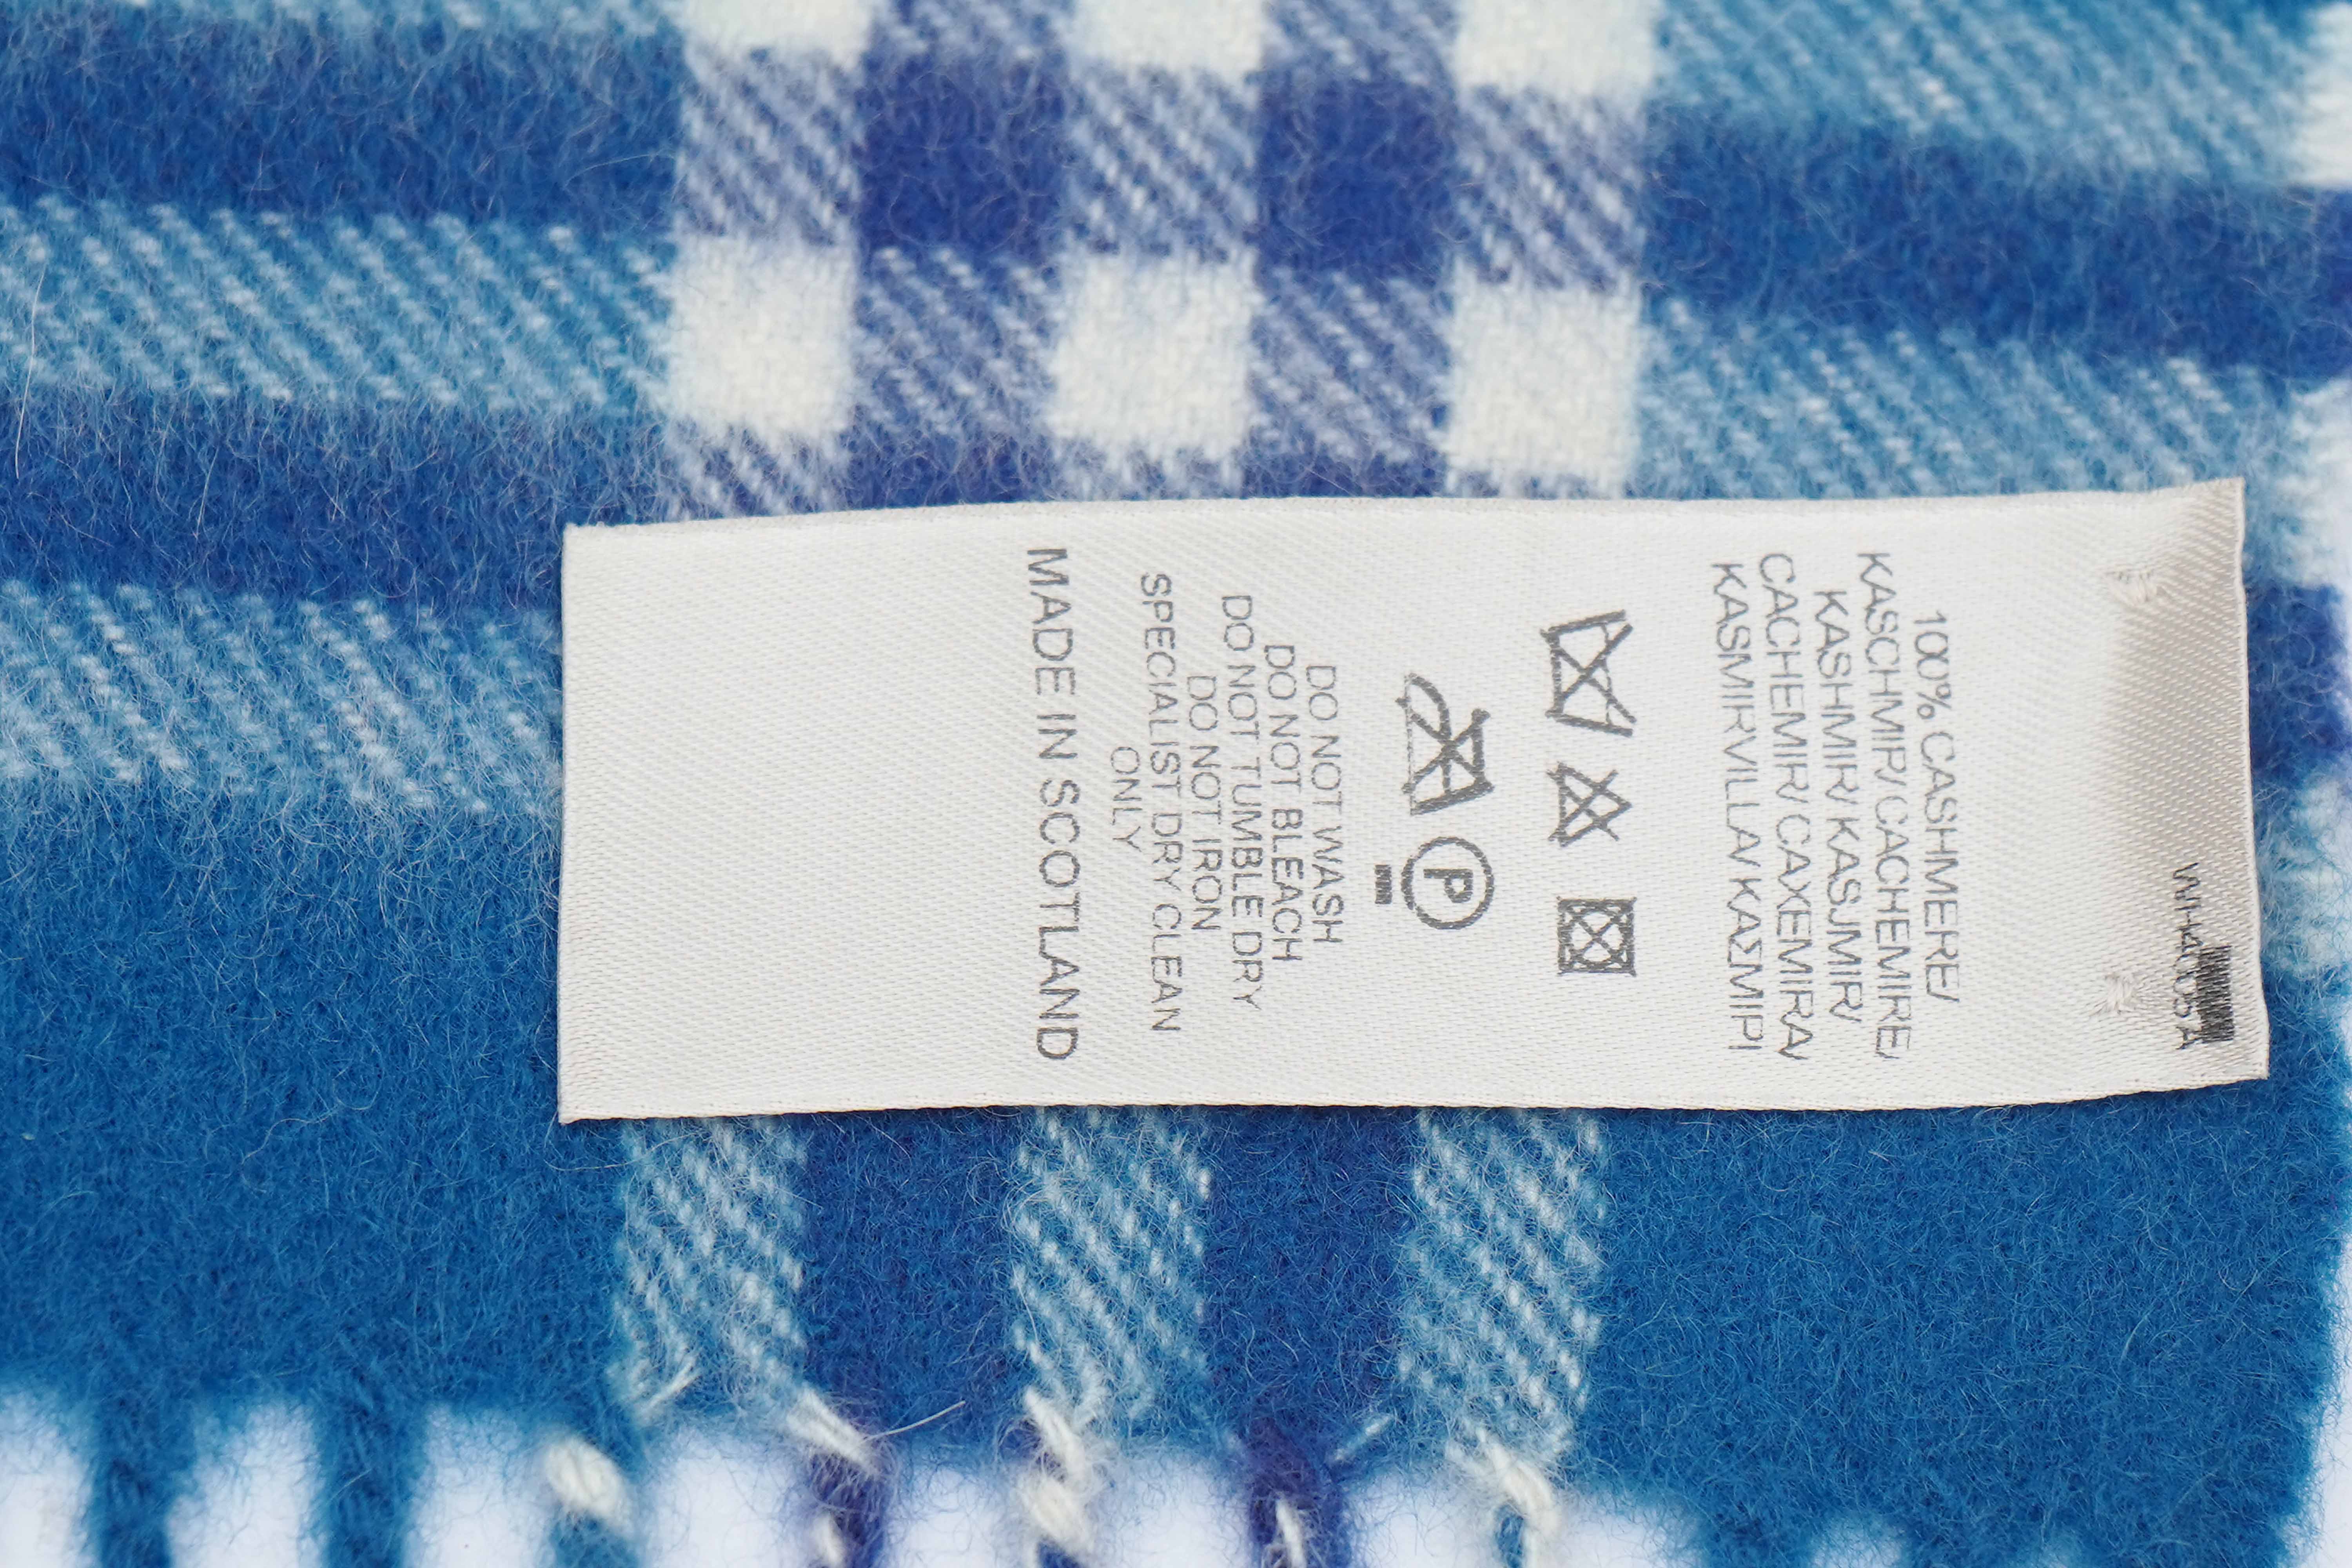 100% CASHMERE/
KASCHMIR/ CACHEMIRE/
KASHMIR/ KASJMIR/
CACHEMIR/ CAXEMIRA/
KASMIRVILLA/ ΚΑΣΜΙΡΙ
P
DO NOT WASH
DO NOT BLEACH
DO NOT TUMBLE DRY
DO NOT IRON
SPECIALIST DRY CLEAN
ONLY
MADE IN SCOTLAND